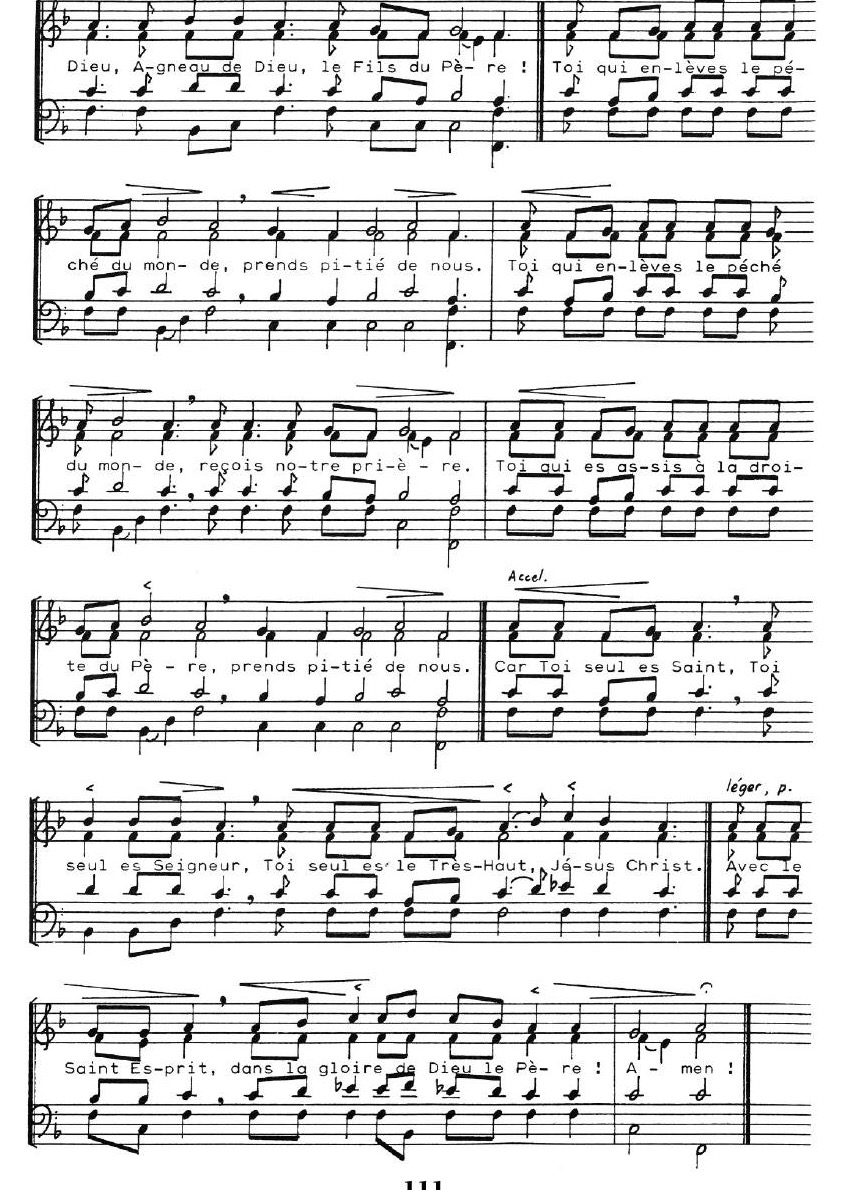 Dieu, A-gneau de Dieu, le Fils du Pè- re ! Toi qui en-lèves le pé-
ché du mon- de, prends pi-tié de nous. Toi qui en-lèves le péché
du mon- de, reçois no-tre pri-è - re. Toi qui es as-sis à la droi-
Accel.
te du Pè - re, prends pi-tié de nous. Car Toi seul es Saint, Toi
léger, p.
seul es Seigneur, Toi seul es le Très-Haut, Jé-sus Christ. Avec le
Saint Es-prit, dans la gloire de Dieu le Pè- re ! A - men !
111